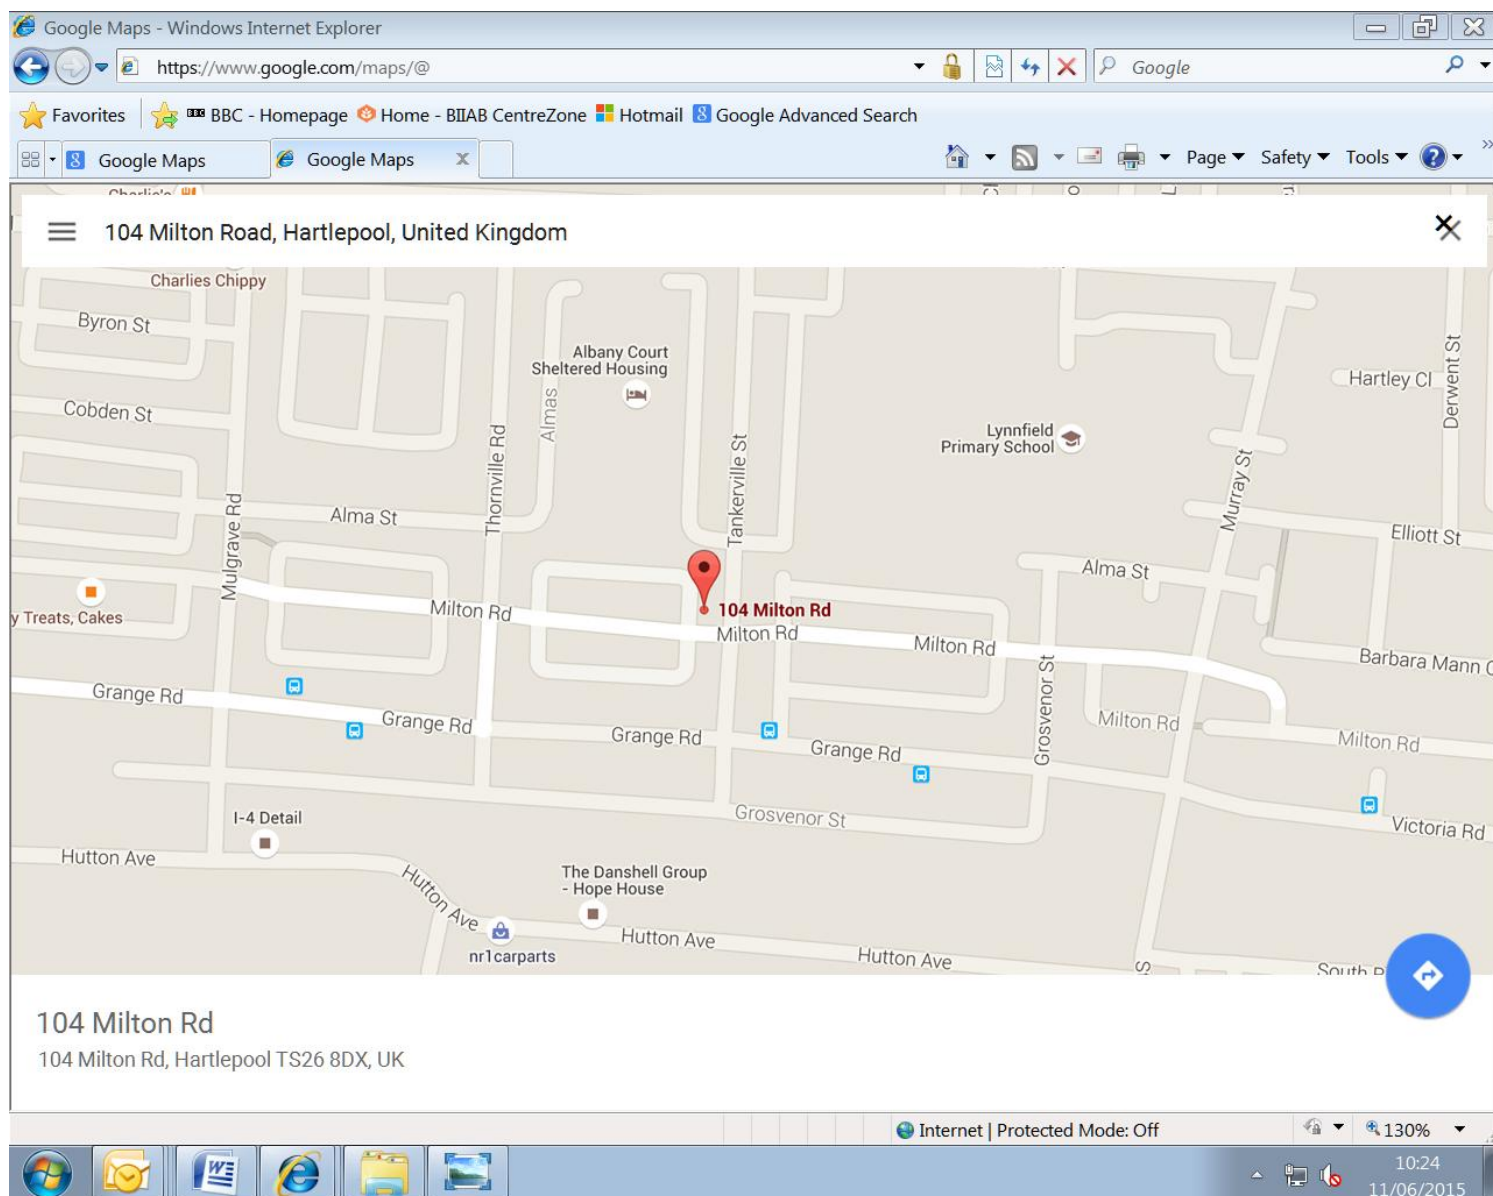 Google Maps - Windows Internet Explorer
https://www.google.com/maps/@
Google
Favorites
BBC - Homepage
Home - BIIAB CentreZone
Hotmail
Google Advanced Search
Google Maps
Google Maps
Page
Safety
Tools
104 Milton Road, Hartlepool, United Kingdom
Charlies Chippy
Byron St
Albany Court
Sheltered Housing
Hartley Cl
Derwent St
Cobden St
Almas
Thornville Rd
Tankerville St
Lynnfield
Primary School
Murray St
Mulgrave Rd
Alma St
Elliott St
Alma St
y Treats, Cakes
Milton Rd
104 Milton Rd
Milton Rd
Milton Rd
Barbara Mann
Grosvenor St
Grange Rd
Grange Rd
Grange Rd
Grange Rd
Milton Rd
Milton Rd
Grosvenor St
Victoria Rd
I-4 Detail
Hutton Ave
The Danshell Group
- Hope House
Hutton Ave
nr1carparts
Hutton Ave
Hutton Ave
South
104 Milton Rd
104 Milton Rd, Hartlepool TS26 8DX, UK
Internet | Protected Mode: Off
130%
10:24
11/06/2015